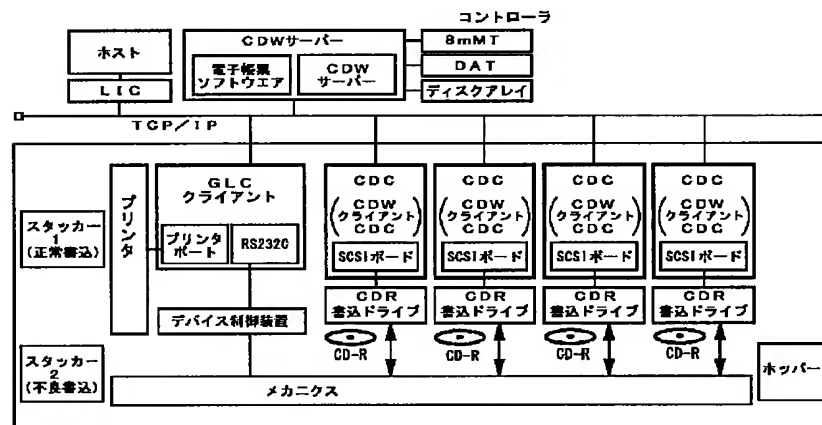 コントローラ
ホスト
LIC
CDWサーバー
電子帳票
ソフトウエア
CDW
サーバー
8mMT
DAT
ディスクアレイ
TCP/IP
スタッカー
1
(正常書込)
プリンタ
GLC
クライアント
プリンタ
ポート
RS232C
デバイス制御装置
CDC
(CDW
クライアント
CDC)
SCSIボード
CDR
書込ドライブ
CD-R
CDC
(CDW
クライアント
CDC)
SCSIボード
CDR
書込ドライブ
CD-R
CDC
(CDW
クライアント
CDC)
SCSIボード
CDR
書込ドライブ
CD-R
CDC
(CDW
クライアント
CDC)
SCSIボード
CDR
書込ドライブ
CD-R
スタッカー
2
(不良書込)
メカニクス
ホッパー